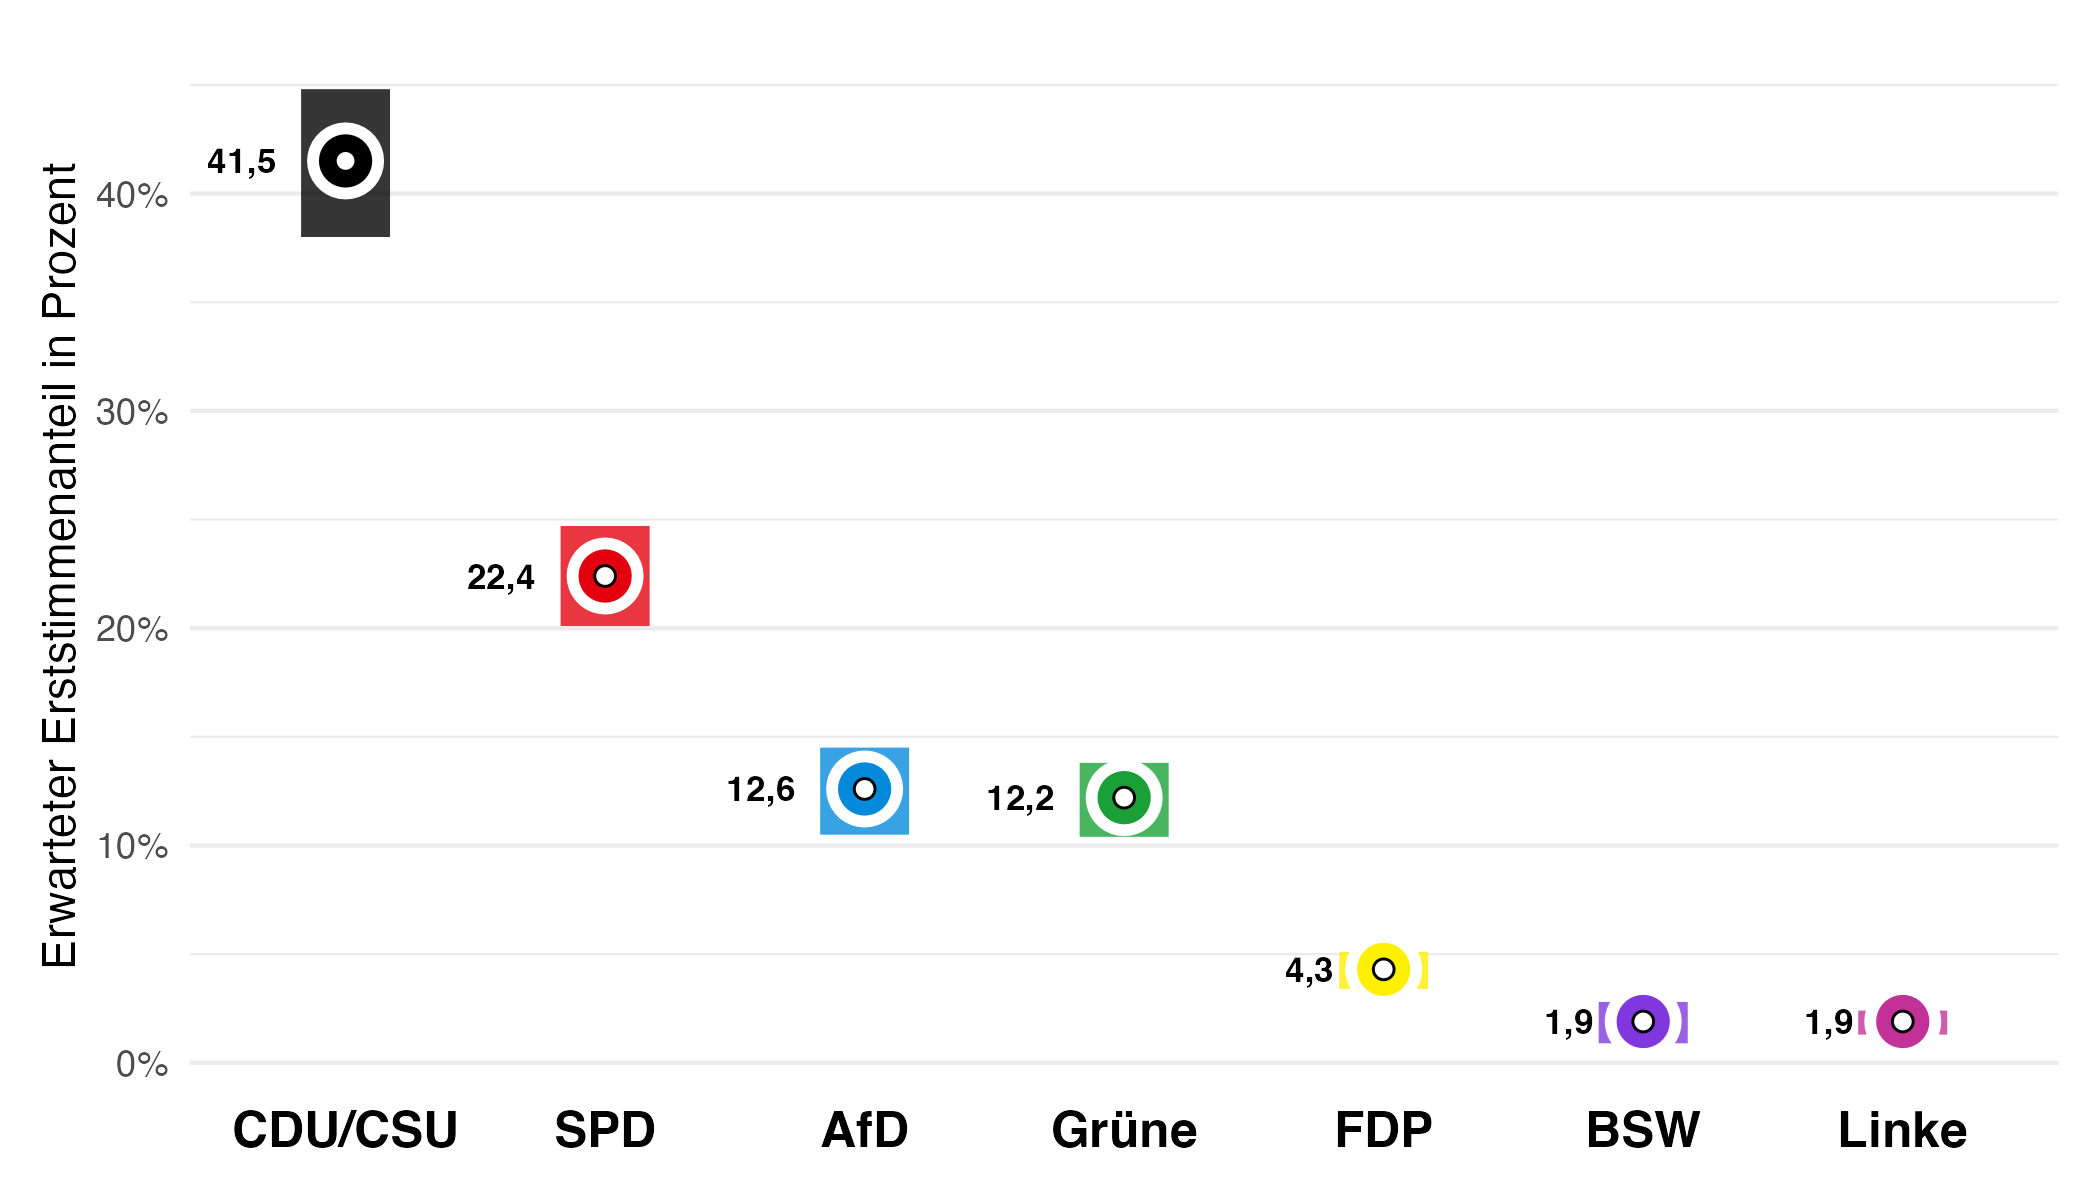 Erwarteter Erststimmenanteil in Prozent
40%
30%
20%
10%
0%
41,5
22,4
12,6
12,2
4,3
1,9
1,9
CDU/CSU
SPD
AfD
Grüne
FDP
BSW
Linke